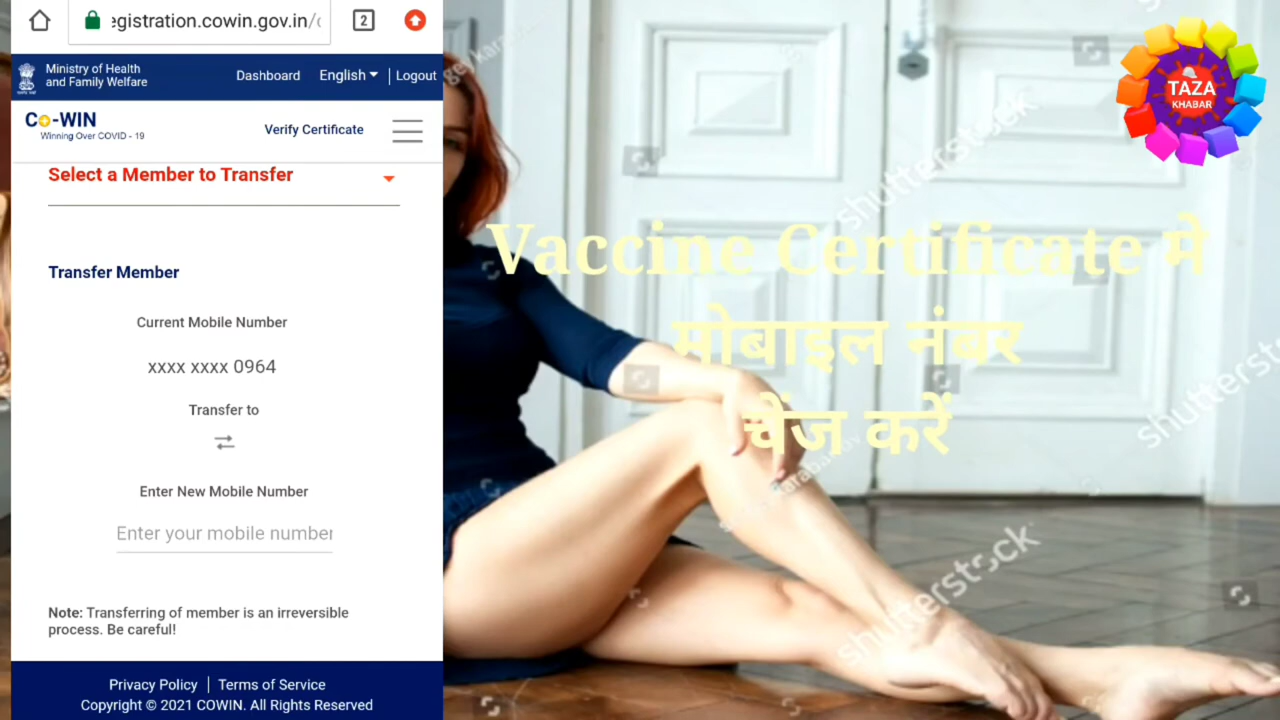 egistration.cowin.gov.in/
2
Ministry of Health
and Family Welfare
Dashboard
English
Logout
Co-WIN
Winning Over COVID - 19
Verify Certificate
Select a Member to Transfer
Transfer Member
Current Mobile Number
xxxx xxxx 0964
Transfer to
Enter New Mobile Number
Enter your mobile number
Note: Transferring of member is an irreversible
process. Be careful!
Privacy Policy | Terms of Service
Copyright © 2021 COWIN. All Rights Reserved
Vaccine Certificate मे
मोबाइल नंबर
चेंज करें
TAZA
KHABAR
shutterstock
shutterst
shutterstock